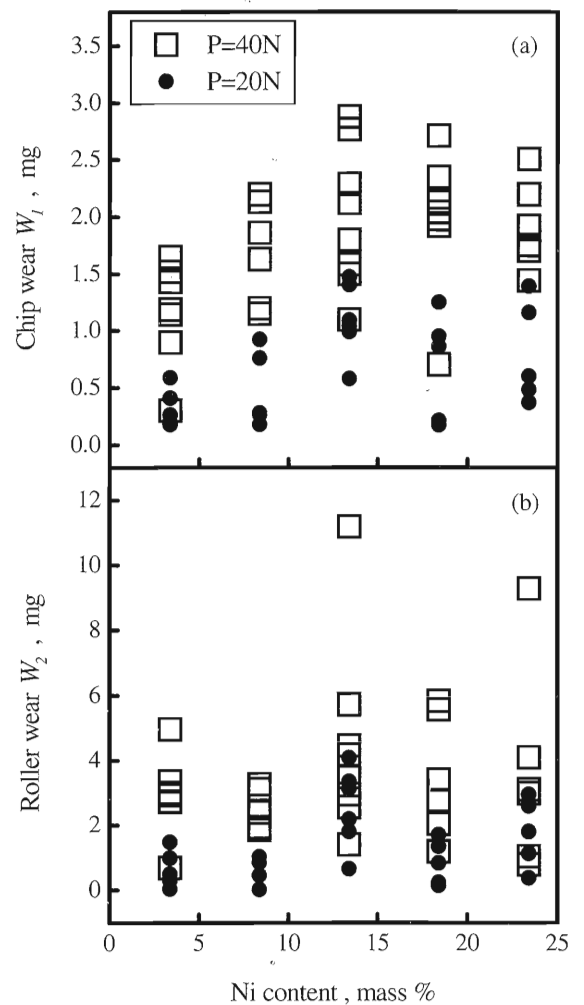 3.5
3.0
2.5
2.0
1.5
1.0
0.5
0.0
Chip wear W1 , mg
P=40N
P=20N
(a)
12
10
8
6
4
2
0
Roller wear W2 , mg
(b)
0 5 10 15 20 25
Ni content , mass %